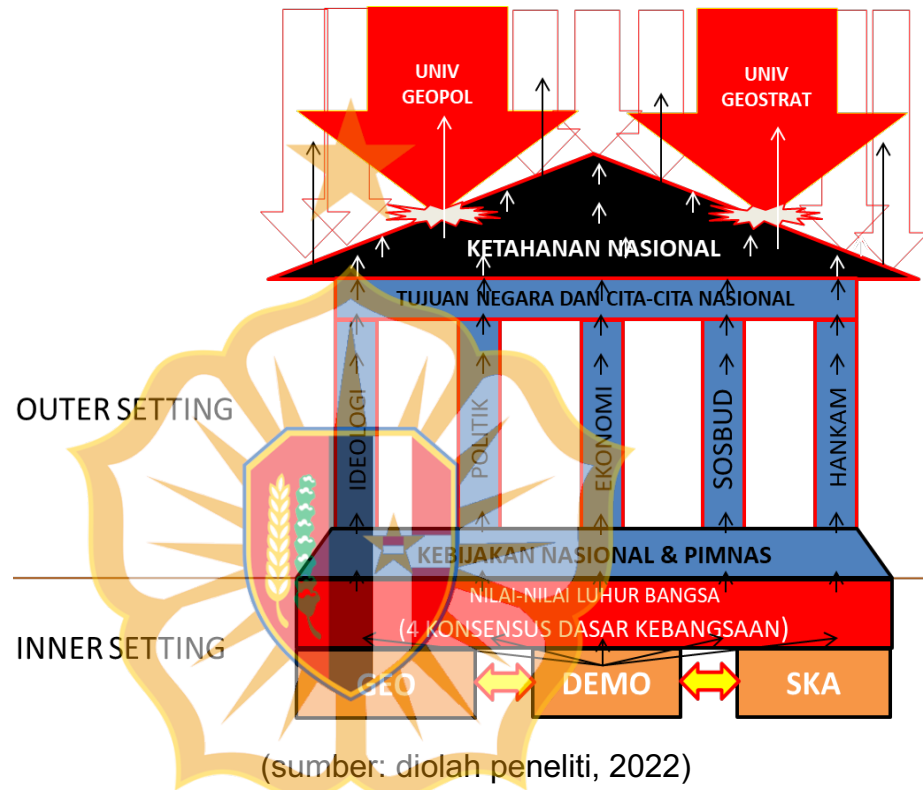 UNIV
GEOPOL
UNIV
GEOSTRAT
KETAHANAN NASIONAL
TUJUAN NEGARA DAN CITA-CITA NASIONAL
OUTER SETTING
IDEOLOGI
POLITIK
EKONOMI
SOSBUD
HANKAM
KEBIJAKAN NASIONAL & PIMNAS
INNER SETTING
NILAI-NILAI LUHUR BANGSA
(4 KONSENSUS DASAR KEBANGSAAN)
GEO
DEMO
SKA
(sumber: diolah peneliti, 2022)